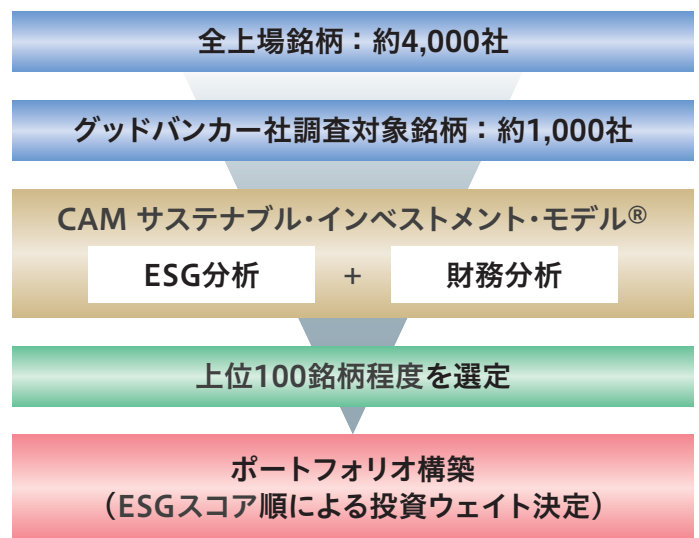 全上場銘柄：約4,000社
グッドバンカー社調査対象銘柄：約1,000社
CAM サステナブル・インベストメント・モデル®
ESG分析 + 財務分析
上位100銘柄程度を選定
ポートフォリオ構築
（ESGスコア順による投資ウェイト決定）